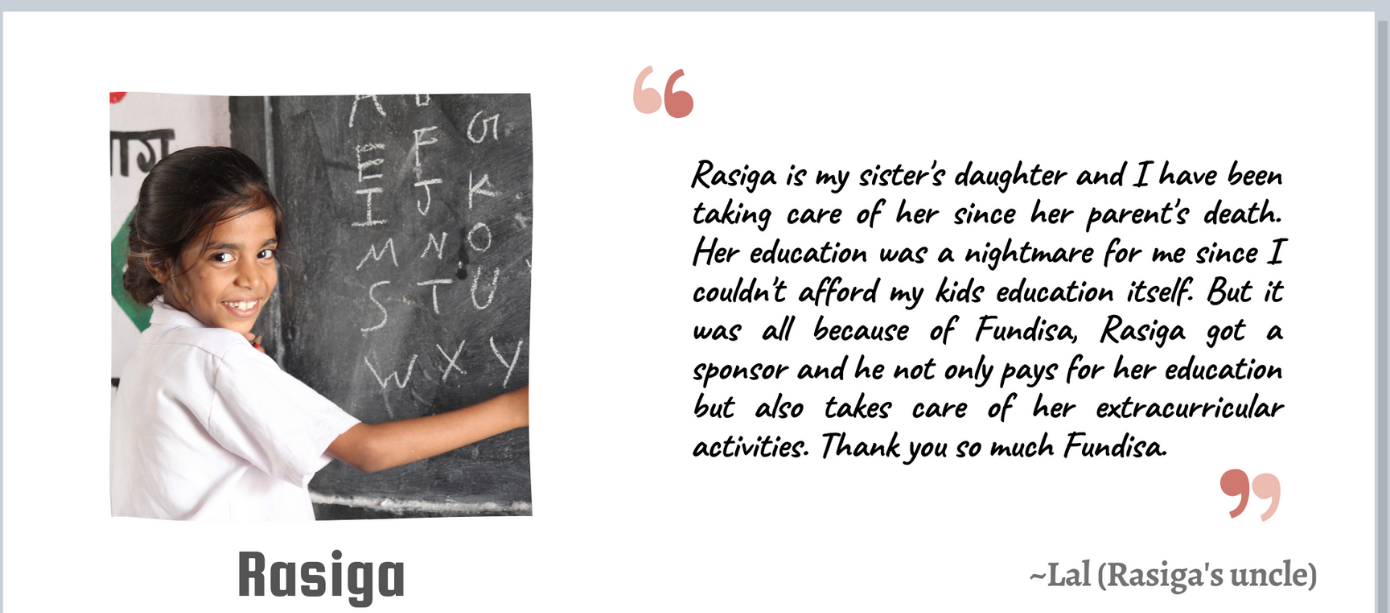 ाग
A
G
E F
I J K
M N O
S T U
W X Y
“
Rasiga is my sister's daughter and I have been
taking care of her since her parent's death.
Her education was a nightmare for me since I
couldn't afford my kids education itself. But it
was all because of Fundisa, Rasiga got a
sponsor and he not only pays for her education
but also takes care of her extracurricular
activities. Thank you so much Fundisa.
”
Rasiga
~Lal (Rasiga's uncle)